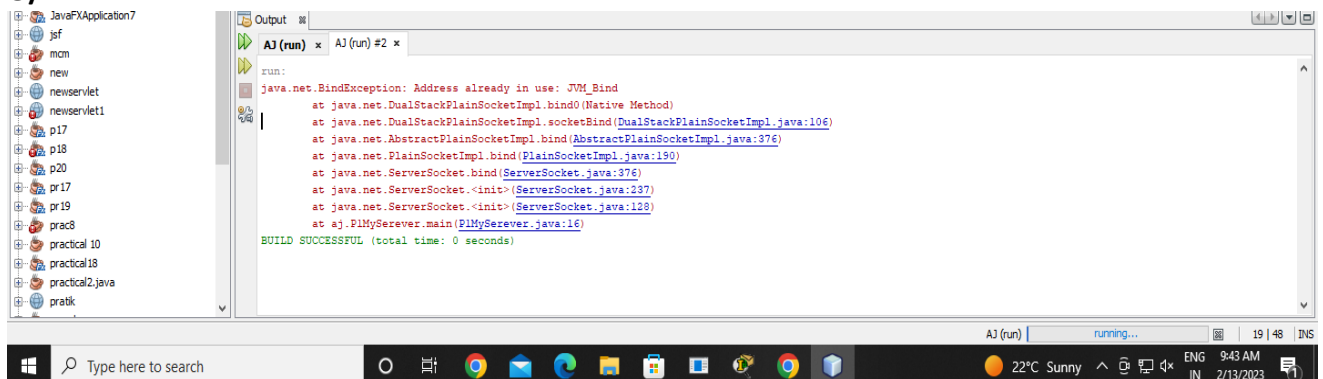 JavaFXApplication7
jsf
mcm
new
newservlet
newservlet1
p17
p18
p20
pr17
pr19
prac8
practical 10
practical18
practical2.java
pratik
Output
AJ (run) AJ (run) #2
run:
java.net.BindException: Address already in use: JVM_Bind
at java.net.DualStackPlainSocketImpl.bind0(Native Method)
at java.net.DualStackPlainSocketImpl.socketBind(DualStackPlainSocketImpl.java:106)
at java.net.AbstractPlainSocketImpl.bind(AbstractPlainSocketImpl.java:376)
at java.net.PlainSocketImpl.bind(PlainSocketImpl.java:190)
at java.net.ServerSocket.bind(ServerSocket.java:376)
at java.net.ServerSocket.<init>(ServerSocket.java:237)
at java.net.ServerSocket.<init>(ServerSocket.java:128)
at aj.P1MySerever.main(P1MySerever.java:16)
BUILD SUCCESSFUL (total time: 0 seconds)
AJ (run) running... 19 | 48 INS
Type here to search
22°C Sunny
ENG
IN
9:43 AM
2/13/2023